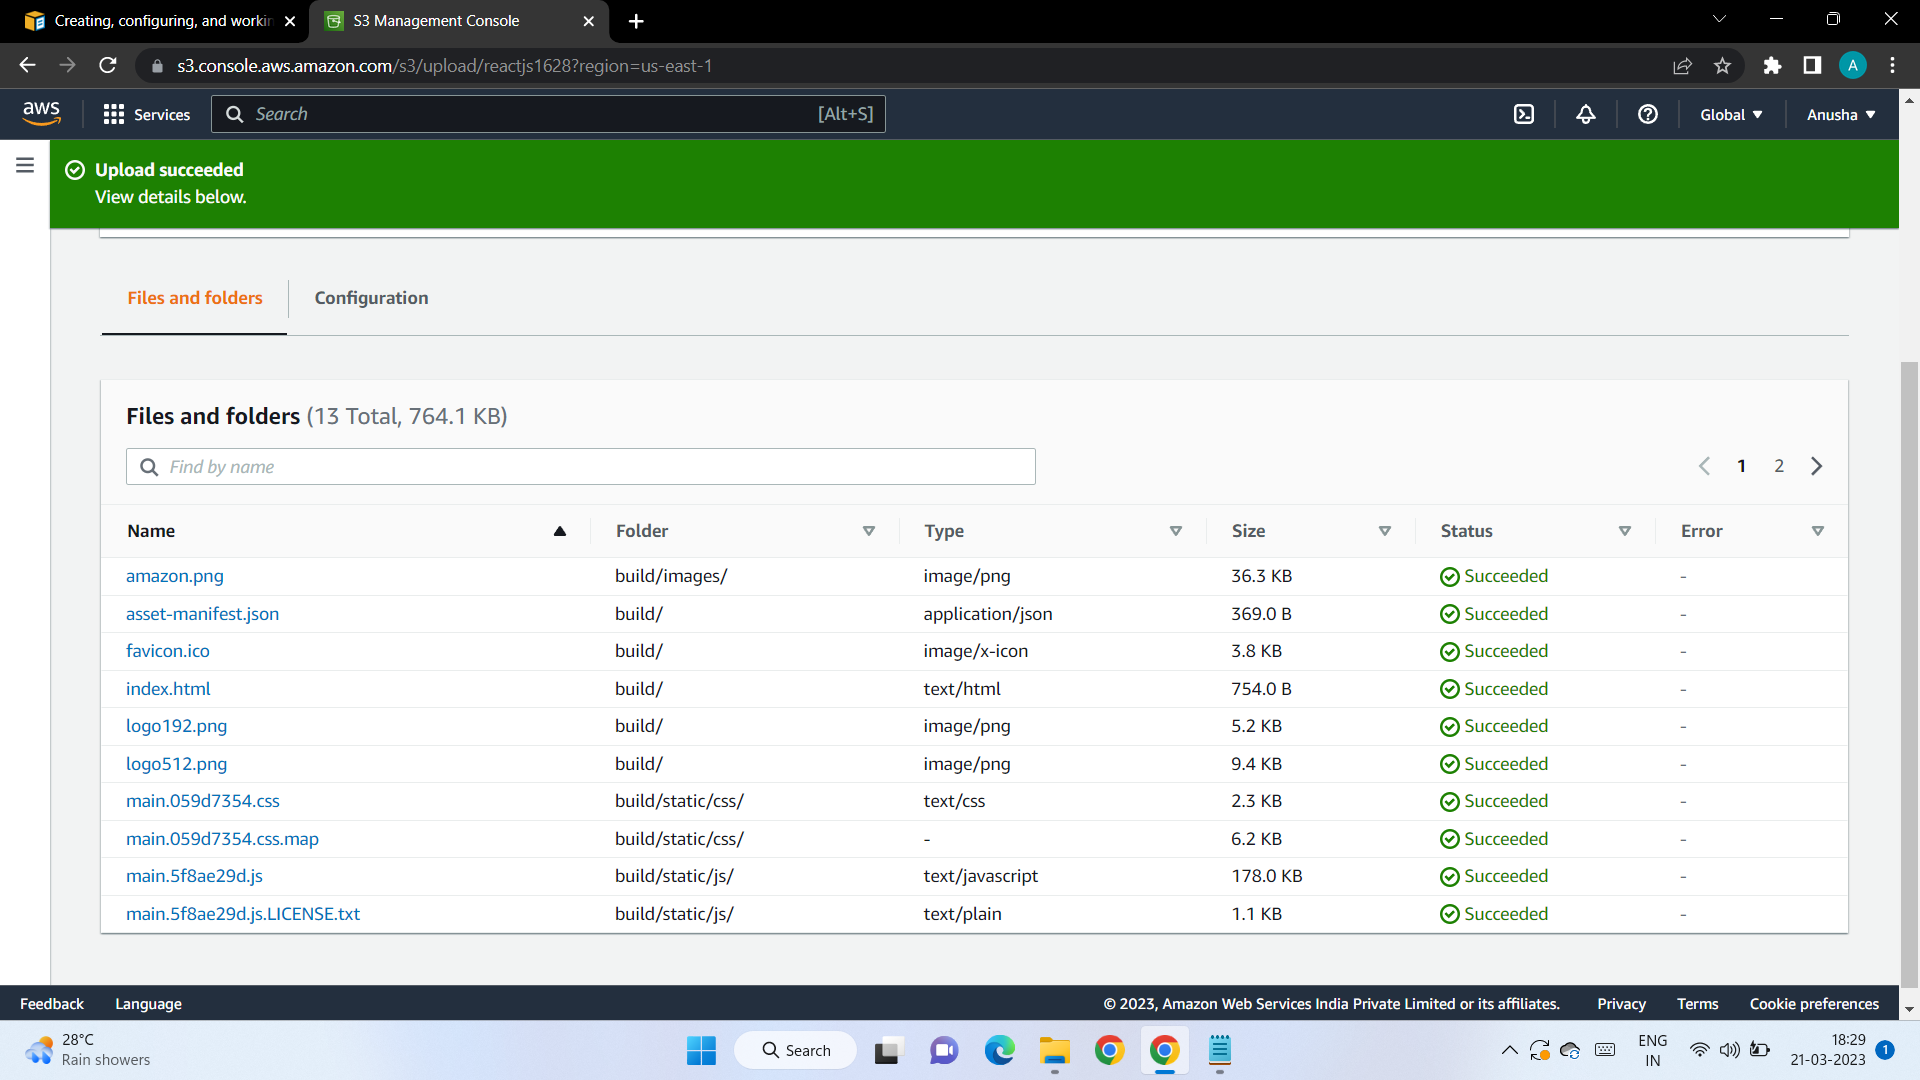 Creating, configuring, and workin
S3 Management Console
s3.console.aws.amazon.com/s3/upload/reactjs1628?region=us-east-1
A
aws
Services
Search
[Alt+S]
Global
Anusha
Upload succeeded
View details below.
Files and folders
Configuration
Files and folders (13 Total, 764.1 KB)
Find by name
1 2
Name Folder Type Size Status Error
amazon.png build/images/ image/png 36.3 KB Succeeded -
asset-manifest.json build/ application/json 369.0 B Succeeded -
favicon.ico build/ image/x-icon 3.8 KB Succeeded -
index.html build/ text/html 754.0 B Succeeded -
logo192.png build/ image/png 5.2 KB Succeeded -
logo512.png build/ image/png 9.4 KB Succeeded -
main.059d7354.css build/static/css/ text/css 2.3 KB Succeeded -
main.059d7354.css.map build/static/css/ - 6.2 KB Succeeded -
main.5f8ae29d.js build/static/js/ text/javascript 178.0 KB Succeeded -
main.5f8ae29d.js.LICENSE.txt build/static/js/ text/plain 1.1 KB Succeeded -
Feedback Language © 2023, Amazon Web Services India Private Limited or its affiliates. Privacy Terms Cookie preferences
28°C
Rain showers
Search
ENG
IN
18:29
21-03-2023
1